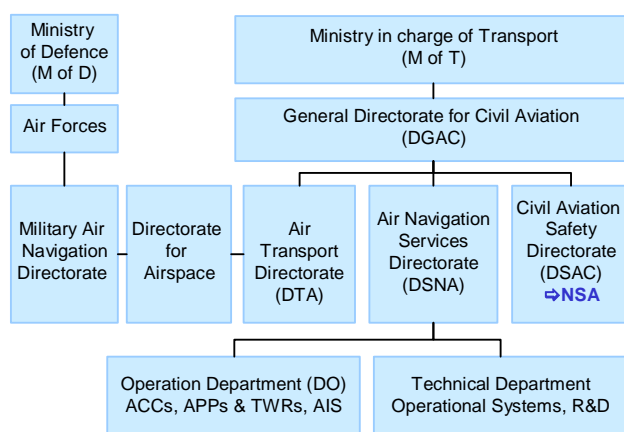 Ministry
of Defence
(M of D)
Ministry in charge of Transport
(M of T)
Air Forces
General Directorate for Civil Aviation
(DGAC)
Military Air
Navigation
Directorate
Directorate
for
Airspace
Air
Transport
Directorate
(DTA)
Air Navigation
Services
Directorate
(DSNA)
Civil Aviation
Safety
Directorate
(DSAC)
⇨NSA
Operation Department (DO)
ACCs, APPs & TWRs, AIS
Technical Department
Operational Systems, R&D